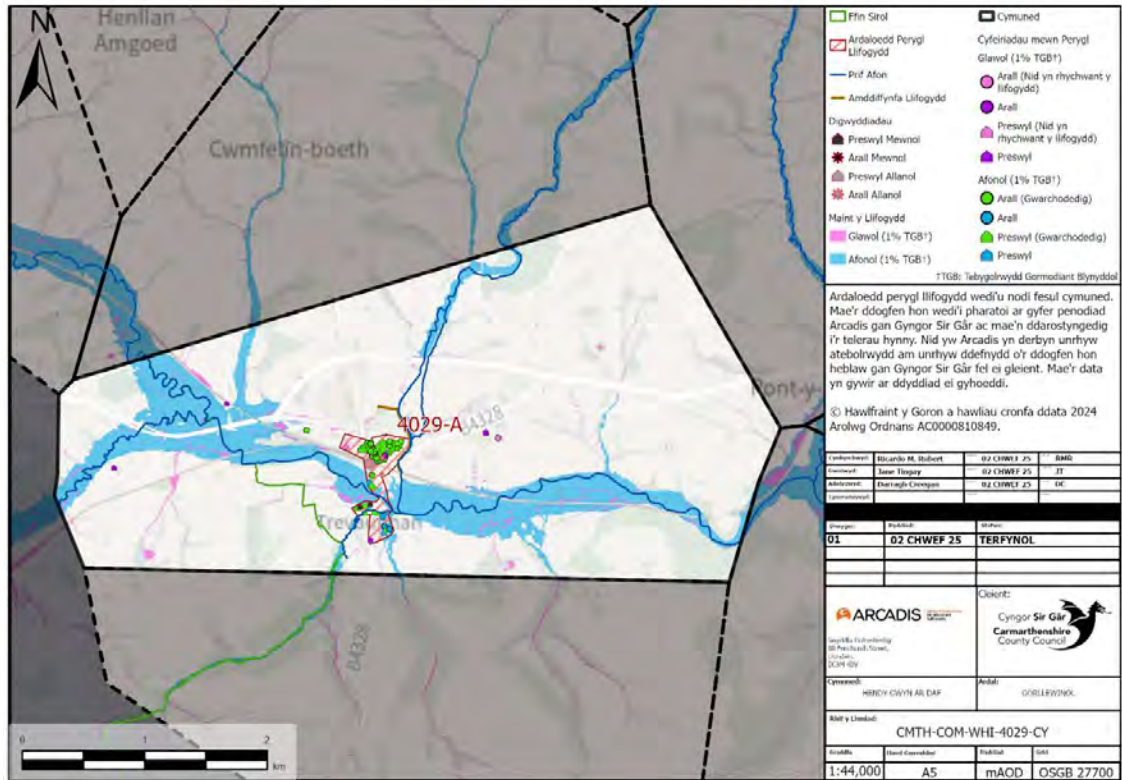 N
Henllan
Amgoed
Cwmfelin-boeth
4029-A
B4328
Pont-y-
B4328
0 1 2
km
Ffin Sirol
Ardaloedd Perygl
Llifogydd
Prif Afon
Amddiffynfa Llifogydd
Digwyddiadau
Preswyl Mewnol
Arall Mewnol
Preswyl Allanol
Arall Allanol
Maint y Llifogydd
Glawol (1% TGB†)
Afonol (1% TGB†)
Cymuned
Cyfeiriadau mewn Perygl
Glawol (1% TGB†)
Arall (Nid yn rhychwant y
llifogydd)
Arall
Preswyl (Nid yn
rhychwant y llifogydd)
Preswyl
Afonol (1% TGB†)
Arall (Gwarchodedig)
Arall
Preswyl (Gwarchodedig)
Preswyl
†TGB: Tebygolrwydd Gormodiant Blynyddol
Ardaloedd perygl llifogydd wedi'u nodi fesul cymuned.
Mae'r ddogfen hon wedi'i pharatoi ar gyfer penodiad
Arcadis gan Gyngor Sir Gâr ac mae'n ddarostyngedig
i'r telerau hynny. Nid yw Arcadis yn derbyn unrhyw
atebolrwydd am unrhyw ddefnydd o'r ddogfen hon
heblaw gan Gyngor Sir Gâr fel ei gleient. Mae'r data
yn gywir ar ddyddiad ei gyhoeddi.
© Hawlfraint y Goron a hawliau cronfa ddata 2024
Arolwg Ordnans AC0000810849.
Ricardo M. Rubert 02 CHWEF 25 RMR
Jane Tingay 02 CHWEF 25 JT
Darragh Creegan 02 CHWEF 25 DC
01 02 CHWEF 25 TERFYNOL
ARCADIS
Cleient:
Cyngor Sir Gâr
Carmarthenshire
County Council
Cymuned: Ardal:
HENDY GWYN AR DAF GORLLEWINOL
CMTH-COM-WHI-4029-CY
Graddfa
1:44,000 A5 mAOD OSGB 27700